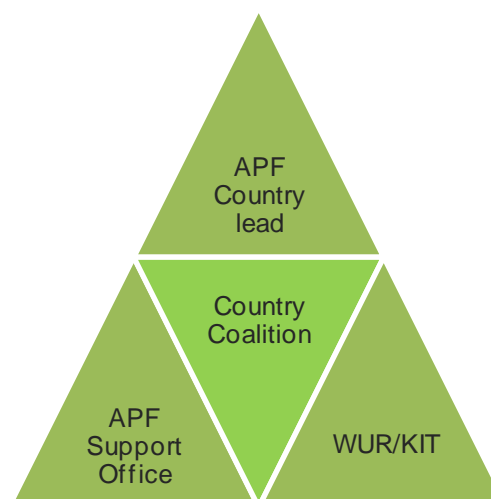 APF
Country
lead
Country
Coalition
APF
Support
Office
WUR/KIT